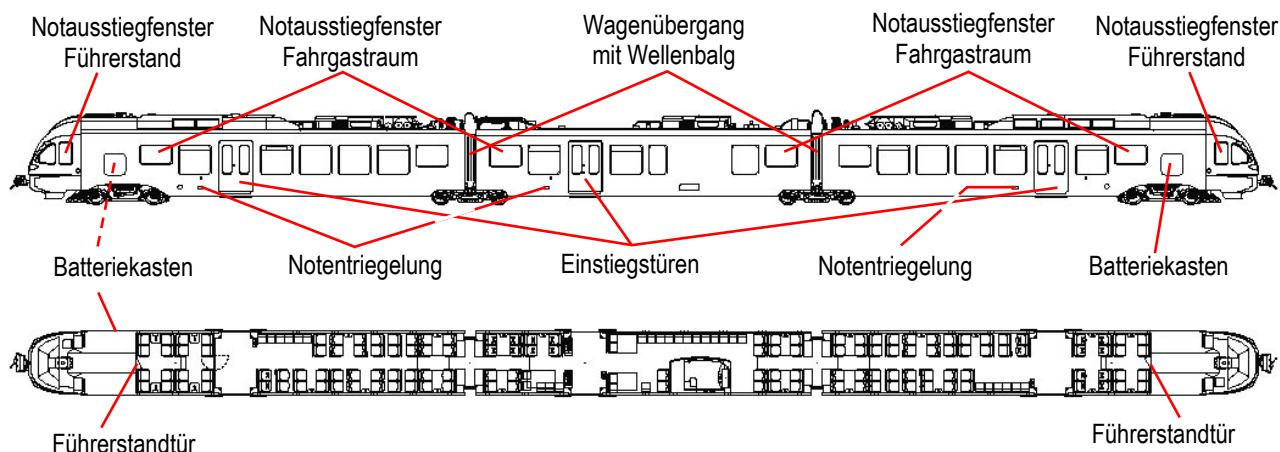 Notausstiegfenster
Führerstand
Notausstiegfenster
Fahrgastraum
Wagenübergang
mit Wellenbalg
Notausstiegfenster
Fahrgastraum
Notausstiegfenster
Führerstand
Batteriekasten
Notentriegelung
Einstiegstüren
Notentriegelung
Batteriekasten
Führerstandtür
Führerstandtür